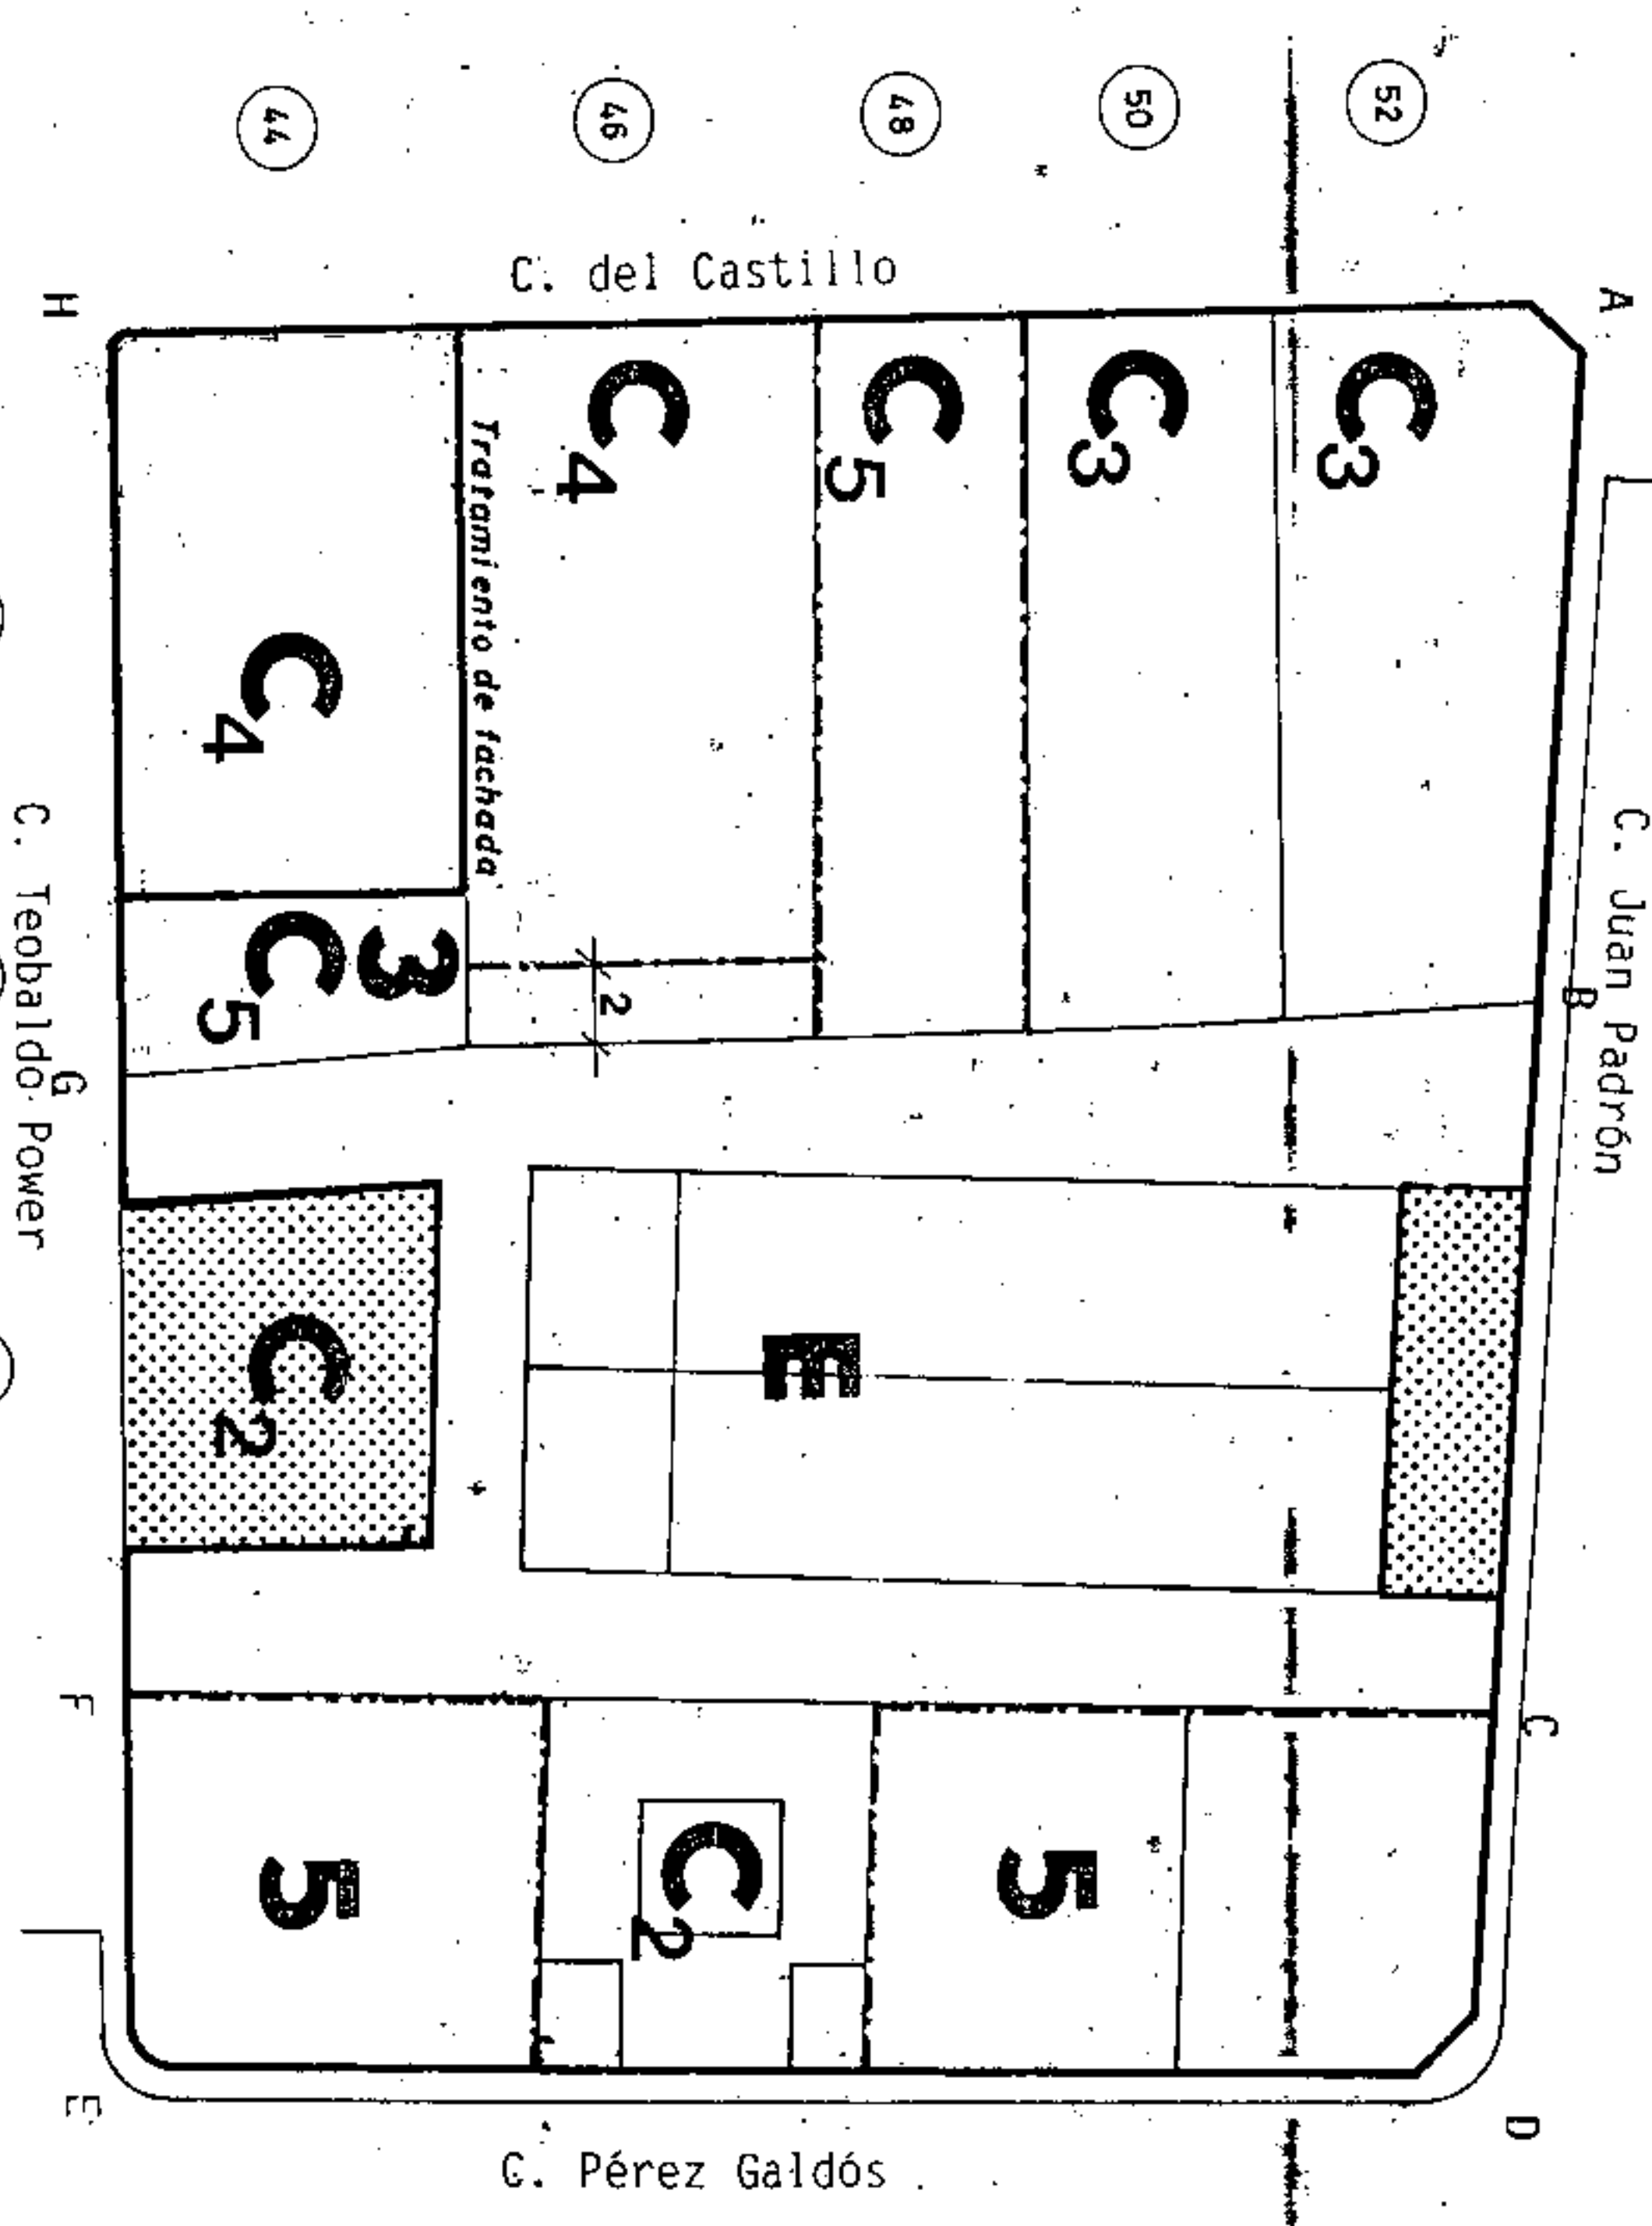 44
46
48
50
52
C. del Castillo
H
A
C4
C5
C3
C3
Tratamiento de fachada
C4
C. Juan Padrón
B
3
C5
2
G
C. Teobaldo Power
E
C2
F
C
5
C2
5
E
D
C. Pérez Galdós